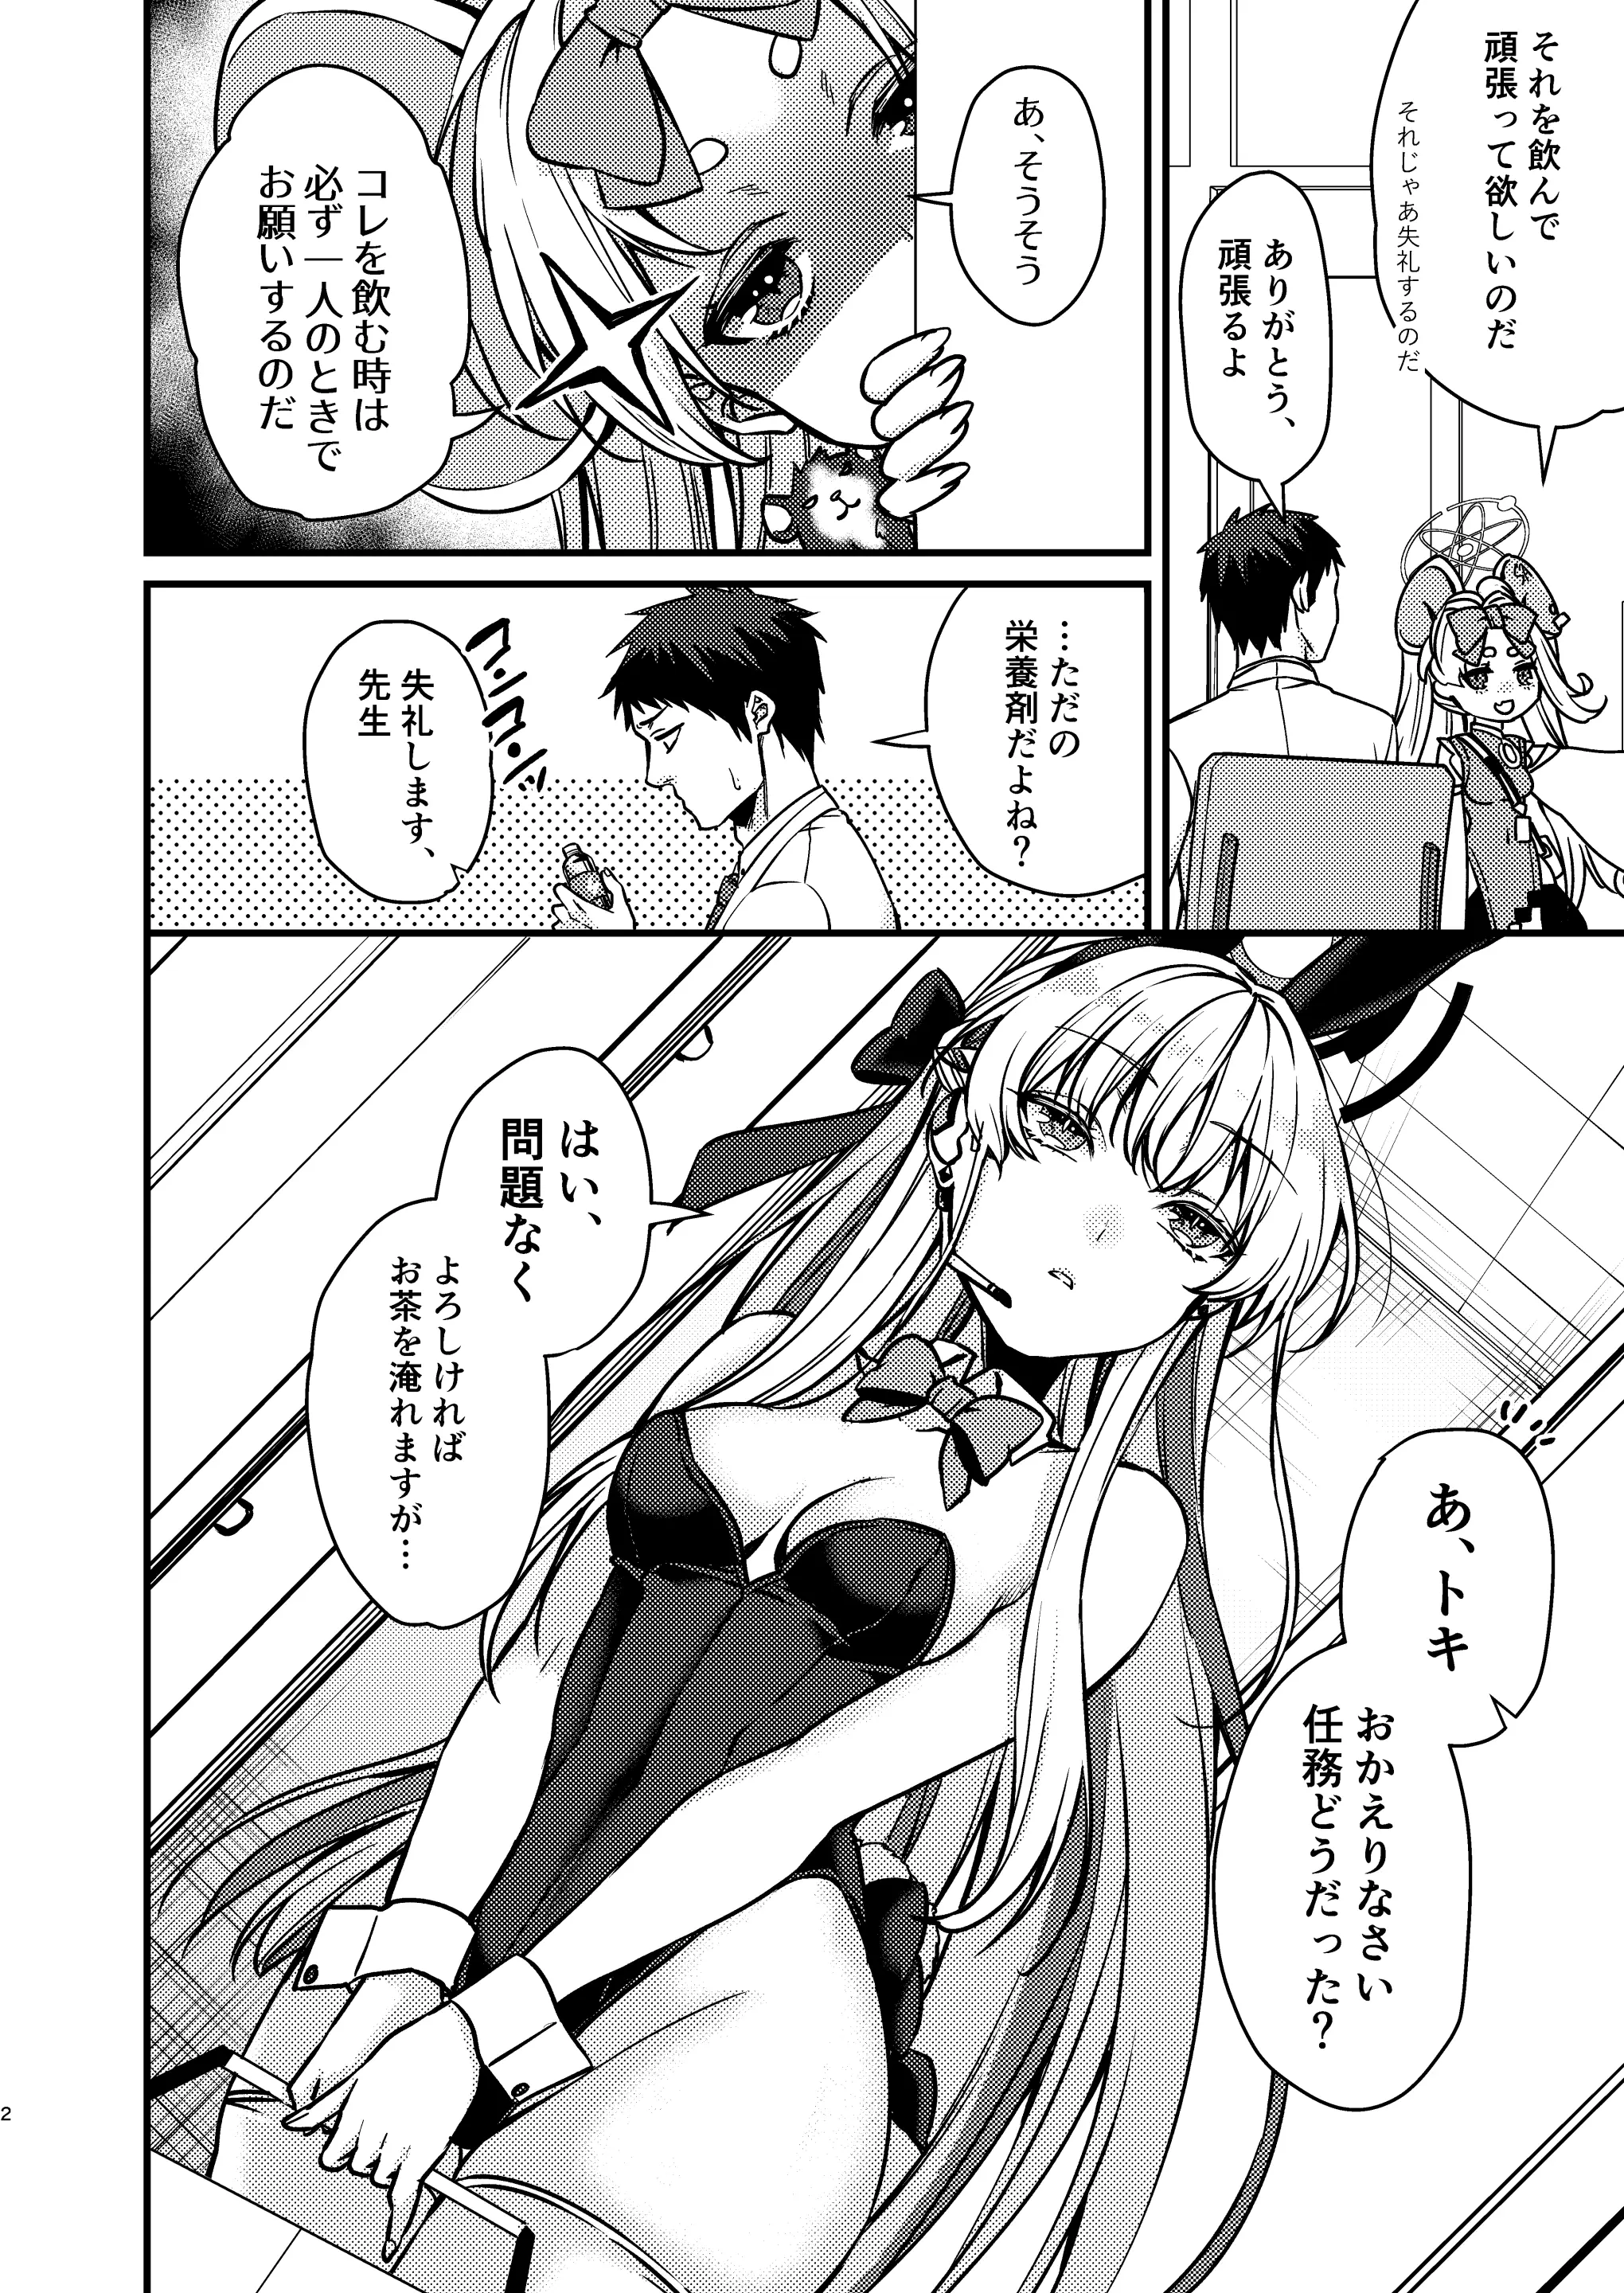 それを飲んで
頑張って欲しいのだ
それじゃあ失礼するのだ
ありがとう、
頑張るよ
あ、そうそう
コレを飲む時は
必ず一人のときで
お願いするのだ
…ただの
栄養剤だよね？
コンコンッ
失礼します、
先生
あ、トキ
おかえりなさい
任務どうだった？
はい、
問題なく
よろしければ
お茶を淹れますが…
2